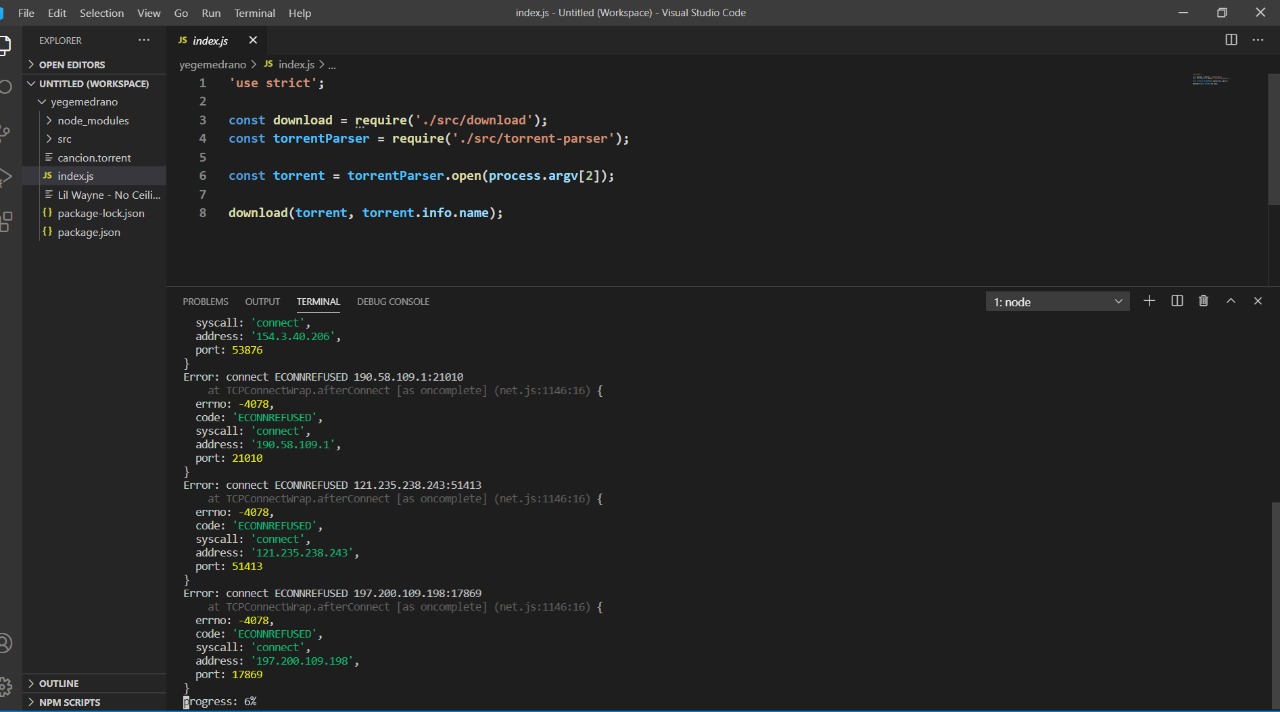 File Edit Selection View Go Run Terminal Help index.js - Untitled (Workspace) - Visual Studio Code
EXPLORER ...
OPEN EDITORS
UNTITLED (WORKSPACE)
yegemedrano
node_modules
src
cancion.torrent
JS index.js
Lil Wayne - No Ceili...
{} package-lock.json
{} package.json
OUTLINE
NPM SCRIPTS
JS index.js
yegemedrano > JS index.js > ...
1 'use strict';
2
3 const download = require('./src/download');
4 const torrentParser = require('./src/torrent-parser');
5
6 const torrent = torrentParser.open(process.argv[2]);
7
8 download(torrent, torrent.info.name);
PROBLEMS OUTPUT TERMINAL DEBUG CONSOLE 1: node
syscall: 'connect',
address: '154.3.40.206',
port: 53876
}
Error: connect ECONNREFUSED 190.58.109.1:21010
at TCPConnectWrap.afterConnect [as oncomplete] (net.js:1146:16) {
errno: -4078,
code: 'ECONNREFUSED',
syscall: 'connect',
address: '190.58.109.1',
port: 21010
}
Error: connect ECONNREFUSED 121.235.238.243:51413
at TCPConnectWrap.afterConnect [as oncomplete] (net.js:1146:16) {
errno: -4078,
code: 'ECONNREFUSED',
syscall: 'connect',
address: '121.235.238.243',
port: 51413
}
Error: connect ECONNREFUSED 197.200.109.198:17869
at TCPConnectWrap.afterConnect [as oncomplete] (net.js:1146:16) {
errno: -4078,
code: 'ECONNREFUSED',
syscall: 'connect',
address: '197.200.109.198',
port: 17869
}
progress: 6%